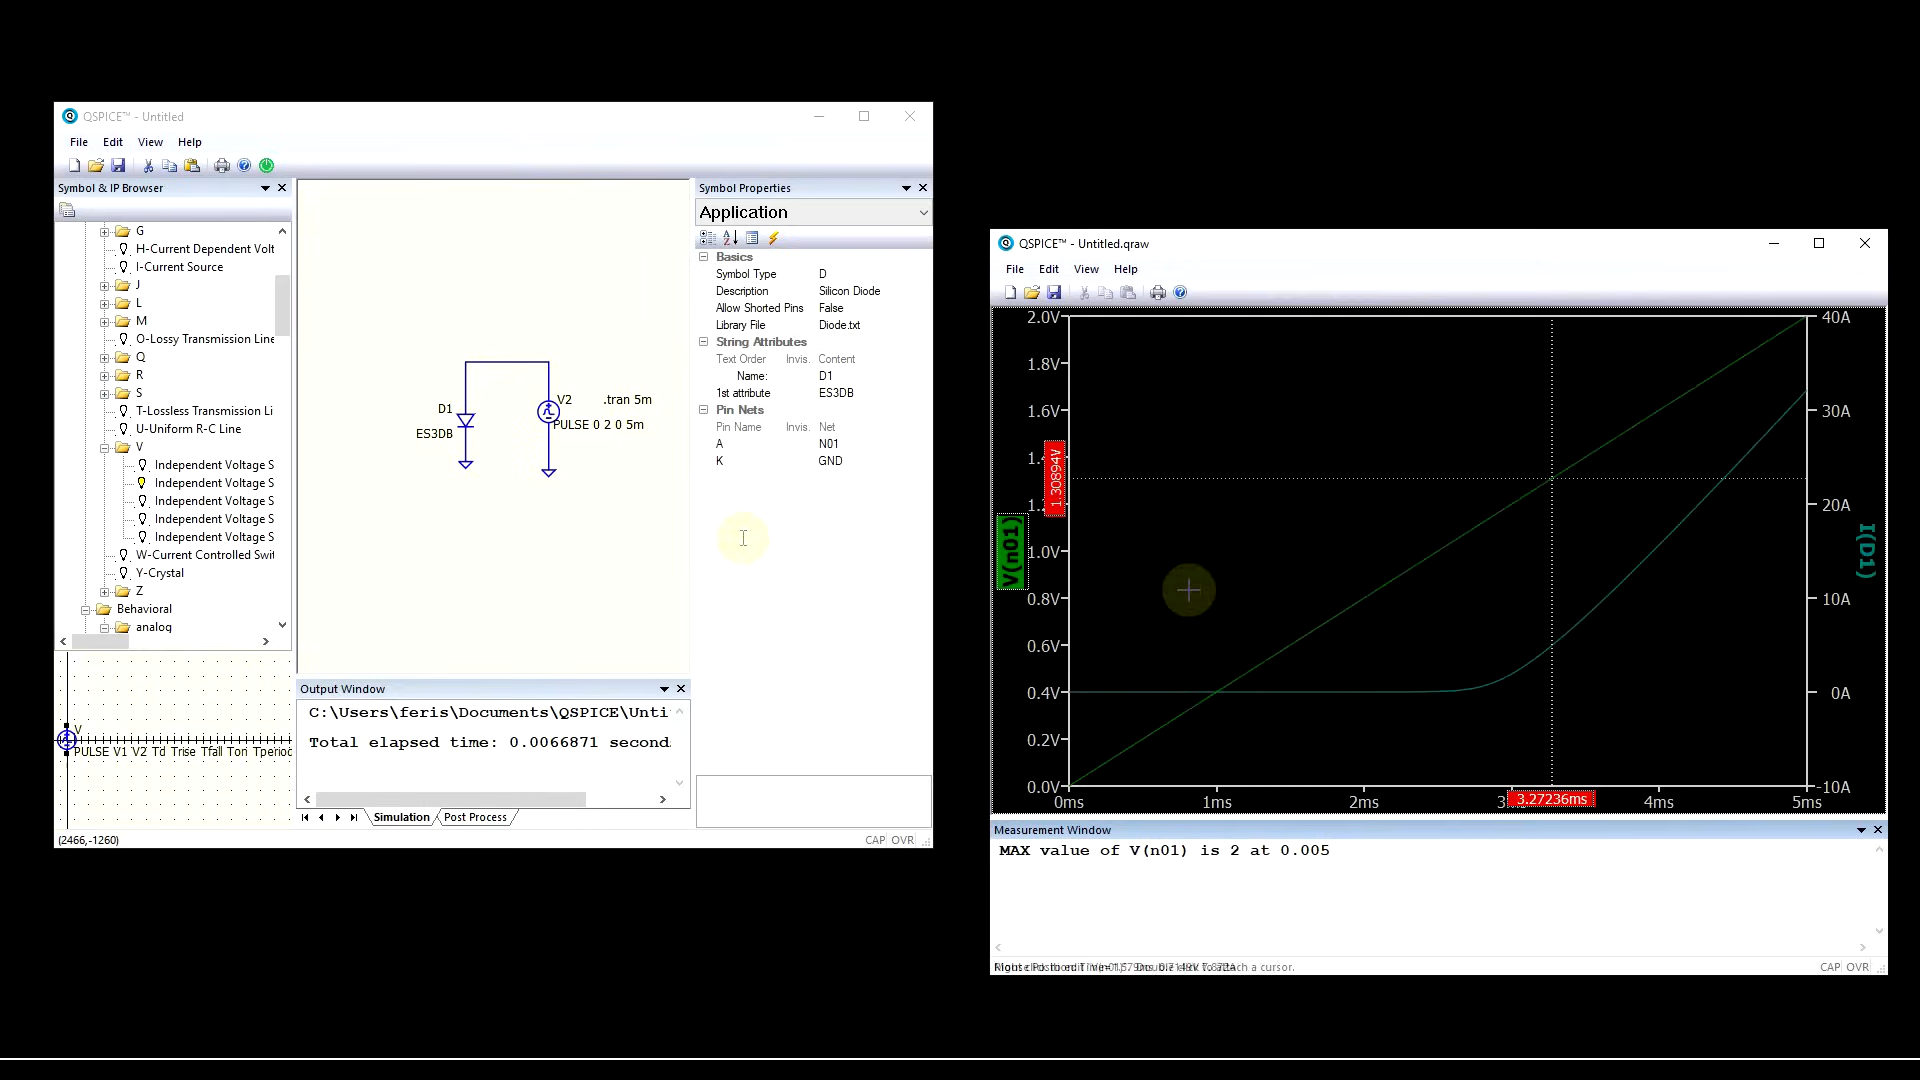 QSPICE™ - Untitled
File Edit View Help
Symbol & IP Browser
G
H-Current Dependent Volt
I-Current Source
J
L
M
O-Lossy Transmission Line
Q
R
S
T-Lossless Transmission Li
U-Uniform R-C Line
V
Independent Voltage S
Independent Voltage S
Independent Voltage S
Independent Voltage S
Independent Voltage S
W-Current Controlled Swit
Y-Crystal
Z
Behavioral
analog
V
PULSE V1 V2 Td Trise Tfall Ton Tperiod
(2466,-1260)
D1
ES3DB
V2
.tran 5m
PULSE 0 2 0 5m
Output Window
C:\Users\feris\Documents\QSPICE\Unti
Total elapsed time: 0.0066871 second
Simulation
Post Process
Symbol Properties
Application
Basics
Symbol Type D
Description Silicon Diode
Allow Shorted Pins False
Library File Diode.txt
String Attributes
Text Order Invis. Content
Name: D1
1st attribute ES3DB
Pin Nets
Pin Name Invis. Net
A N01
K GND
CAP OVR
QSPICE™ - Untitled.qraw
File Edit View Help
2.0V
1.8V
1.6V
1.0V
0.8V
0.6V
0.4V
0.2V
0.0V
1.30894V
V(n01)
40A
30A
20A
10A
0A
-10A
I(D1)
0ms
1ms
2ms
3.27236ms
4ms
5ms
Measurement Window
MAX value of V(n01) is 2 at 0.005
CAP OVR